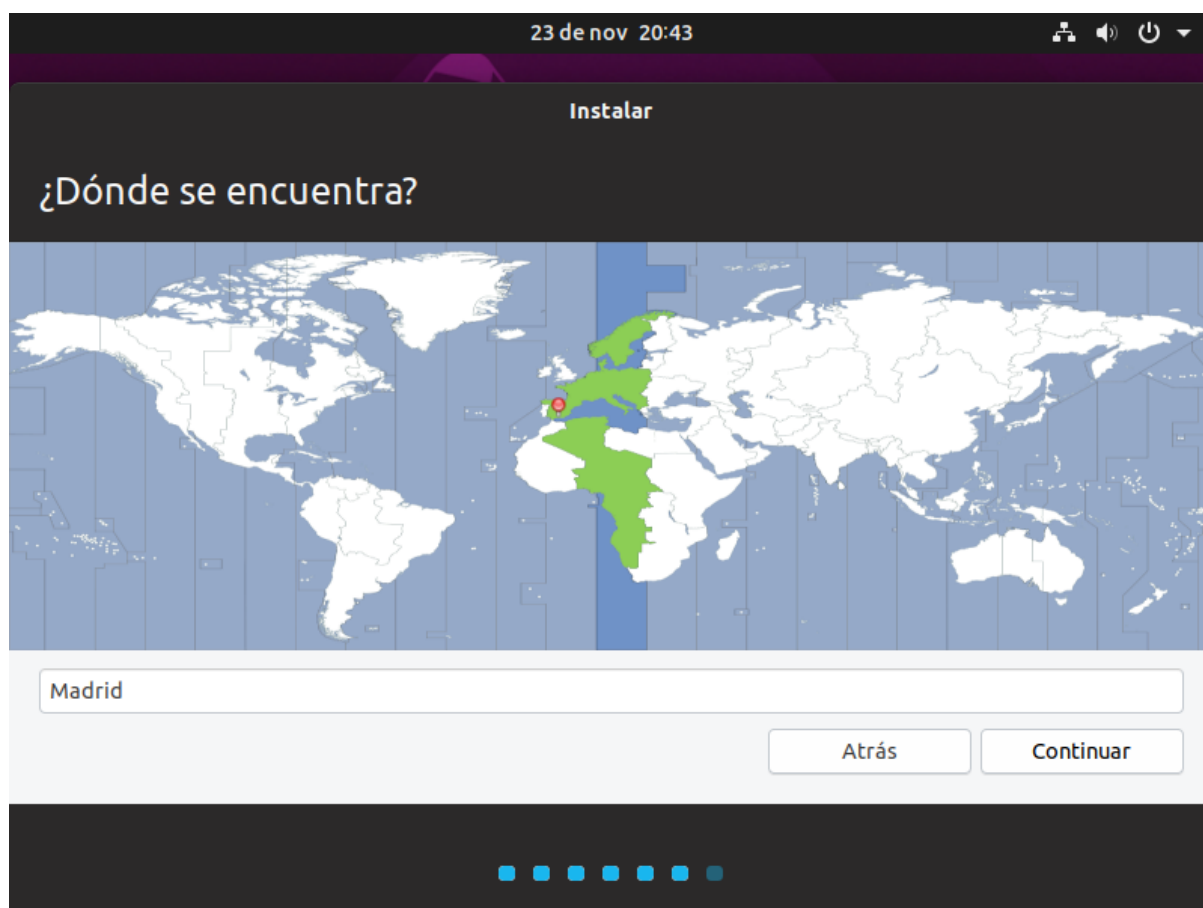 23 de nov 20:43
Instalar
¿Dónde se encuentra?
Madrid
Atrás
Continuar